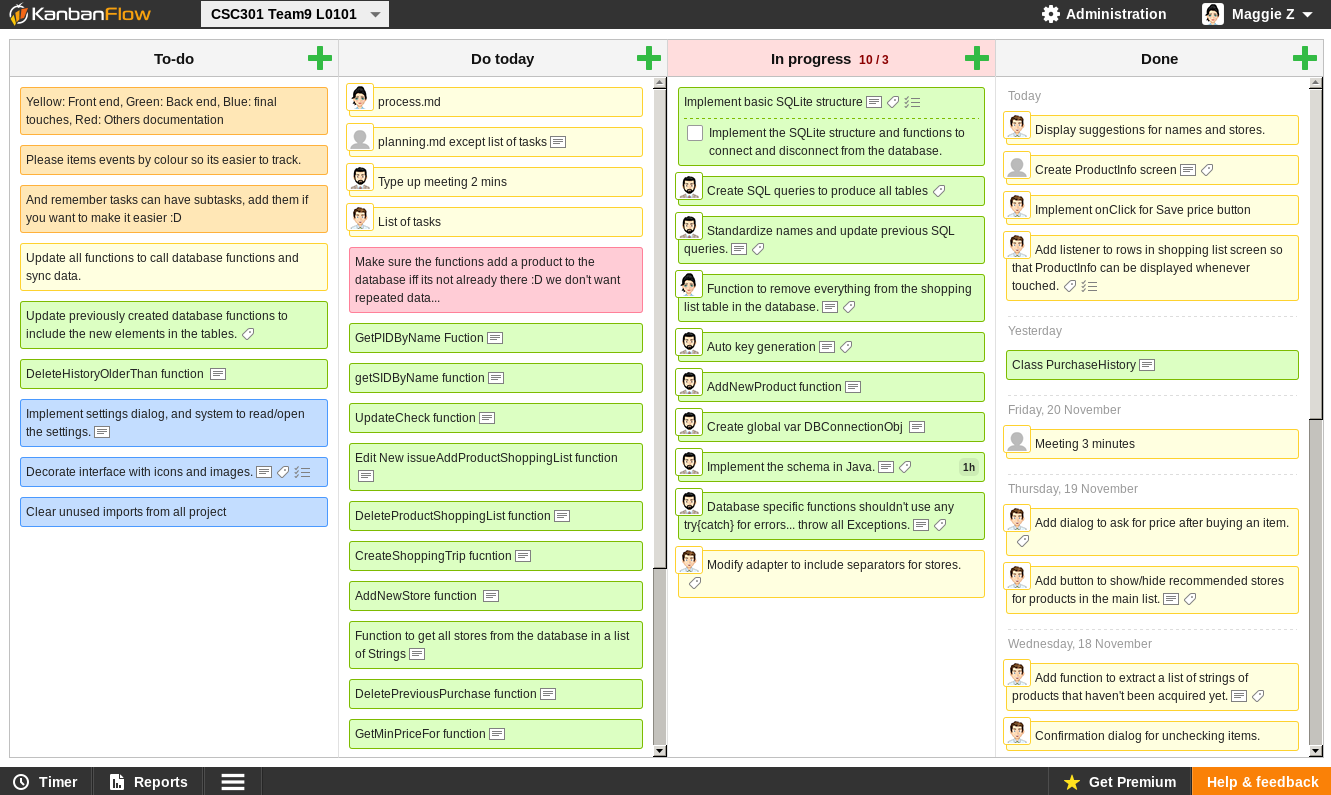 KanbanFlow
CSC301 Team9 L0101
Administration
Maggie Z
To-do
Yellow: Front end, Green: Back end, Blue: final
touches, Red: Others documentation
Please items events by colour so its easier to track.
And remember tasks can have subtasks, add them if
you want to make it easier :D
Update all functions to call database functions and
sync data.
Update previously created database functions to
include the new elements in the tables.
DeleteHistoryOlderThan function
Implement settings dialog, and system to read/open
the settings.
Decorate interface with icons and images.
Clear unused imports from all project
Do today
process.md
planning.md except list of tasks
Type up meeting 2 mins
List of tasks
Make sure the functions add a product to the
database iff its not already there :D we don't want
repeated data...
GetPIDByName Fuction
getSIDByName function
UpdateCheck function
Edit New issueAddProductShoppingList function
DeleteProductShoppingList function
CreateShoppingTrip fucntion
AddNewStore function
Function to get all stores from the database in a list
of Strings
DeletePreviousPurchase function
GetMinPriceFor function
In progress 10 / 3
Implement basic SQLite structure
Implement the SQLite structure and functions to
connect and disconnect from the database.
Create SQL queries to produce all tables
Standardize names and update previous SQL
queries.
Function to remove everything from the shopping
list table in the database.
Auto key generation
AddNewProduct function
Create global var DBConnectionObj
Implement the schema in Java. 1h
Database specific functions shouldn't use any
try{catch} for errors... throw all Exceptions.
Modify adapter to include separators for stores.
Done
Today
Display suggestions for names and stores.
Create ProductInfo screen
Implement onClick for Save price button
Add listener to rows in shopping list screen so
that ProductInfo can be displayed whenever
touched.
Yesterday
Class PurchaseHistory
Friday, 20 November
Meeting 3 minutes
Thursday, 19 November
Add dialog to ask for price after buying an item.
Add button to show/hide recommended stores
for products in the main list.
Wednesday, 18 November
Add function to extract a list of strings of
products that haven't been acquired yet.
Confirmation dialog for unchecking items.
Timer
Reports
Get Premium
Help & feedback